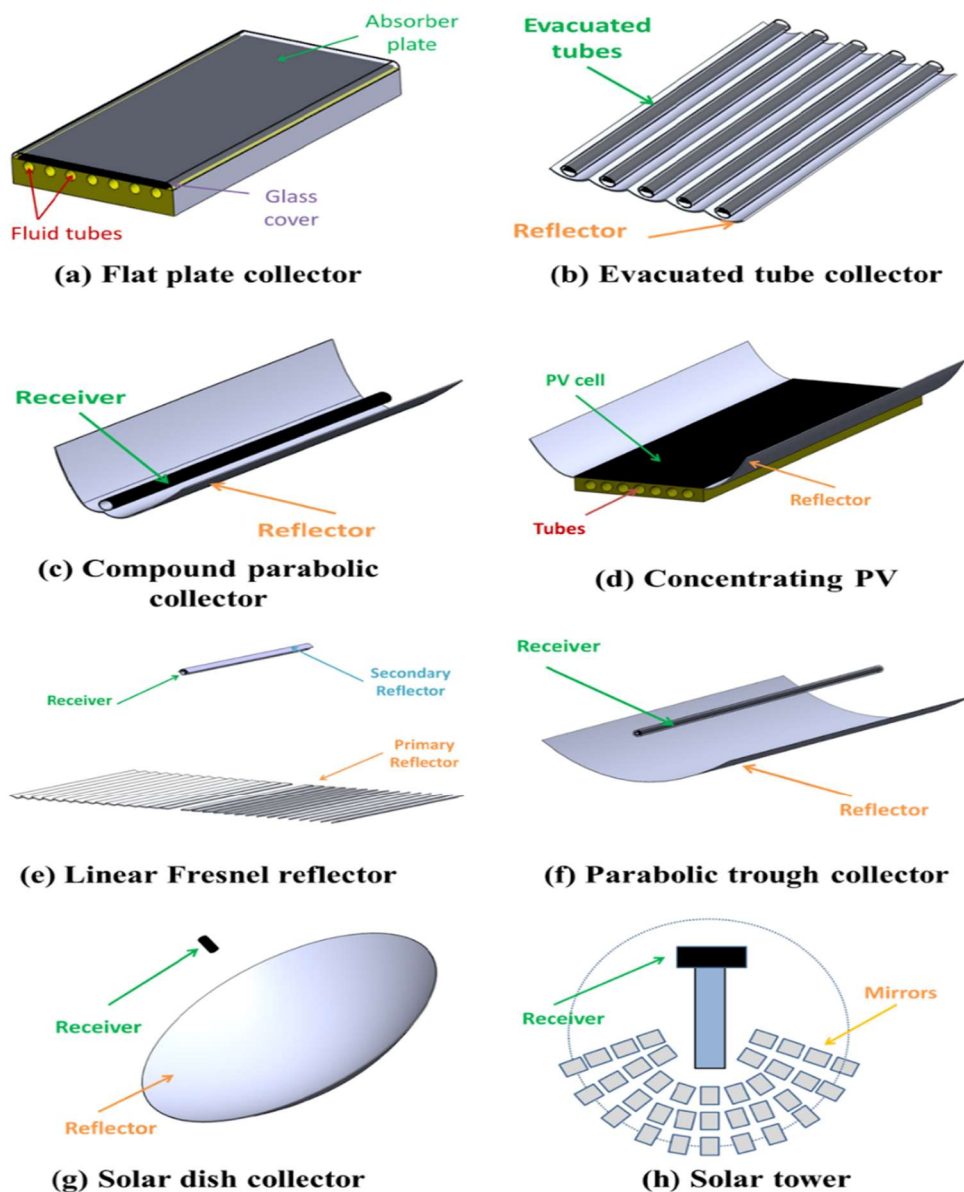 Absorber
plate
Glass
cover
Fluid tubes
(a) Flat plate collector
Evacuated
tubes
Reflector
(b) Evacuated tube collector
Receiver
Reflector
(c) Compound parabolic
collector
PV cell
Reflector
Tubes
(d) Concentrating PV
Secondary
Reflector
Receiver
Primary
Reflector
(e) Linear Fresnel reflector
Receiver
Reflector
(f) Parabolic trough collector
Receiver
Reflector
(g) Solar dish collector
Mirrors
Receiver
(h) Solar tower